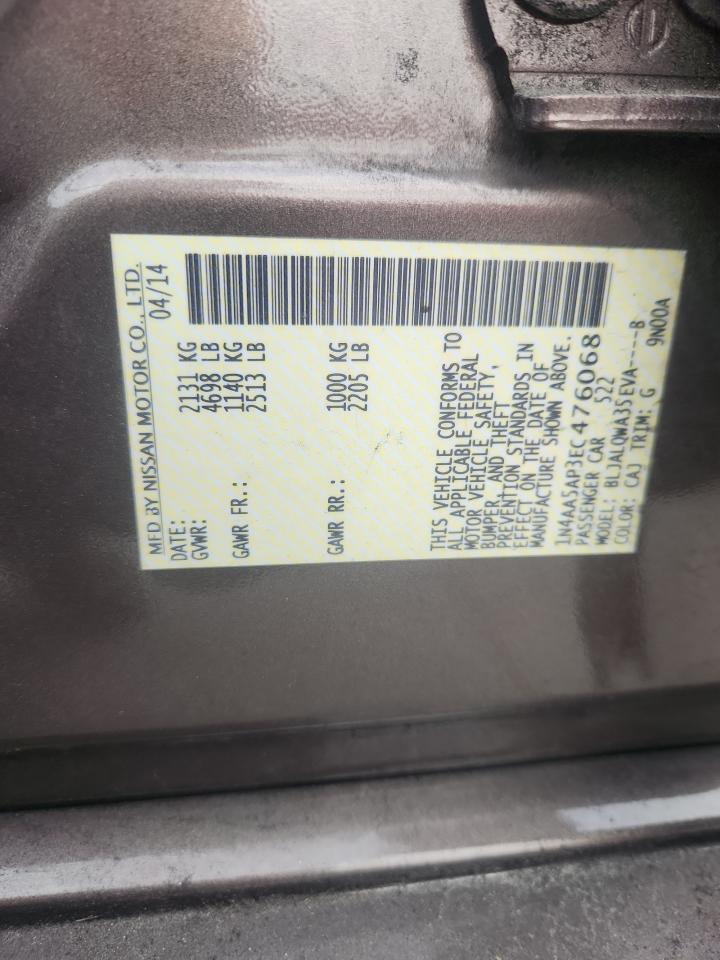 MFD BY NISSAN MOTOR CO., LTD.
DATE: 04/14
GVWR: 2131 KG
4698 LB
GAWR FR.: 1140 KG
2513 LB
GAWR RR.: 1000 KG
2205 LB
THIS VEHICLE CONFORMS TO
ALL APPLICABLE FEDERAL
MOTOR VEHICLE SAFETY,
BUMPER, AND THEFT
PREVENTION STANDARDS IN
EFFECT ON THE DATE OF
MANUFACTURE SHOWN ABOVE.
1N4AA5AP3EC476068
PASSENGER CAR S22
MODEL: BLJALQWA35EVA----B
COLOR: CAJ TRIM: G 9N00A